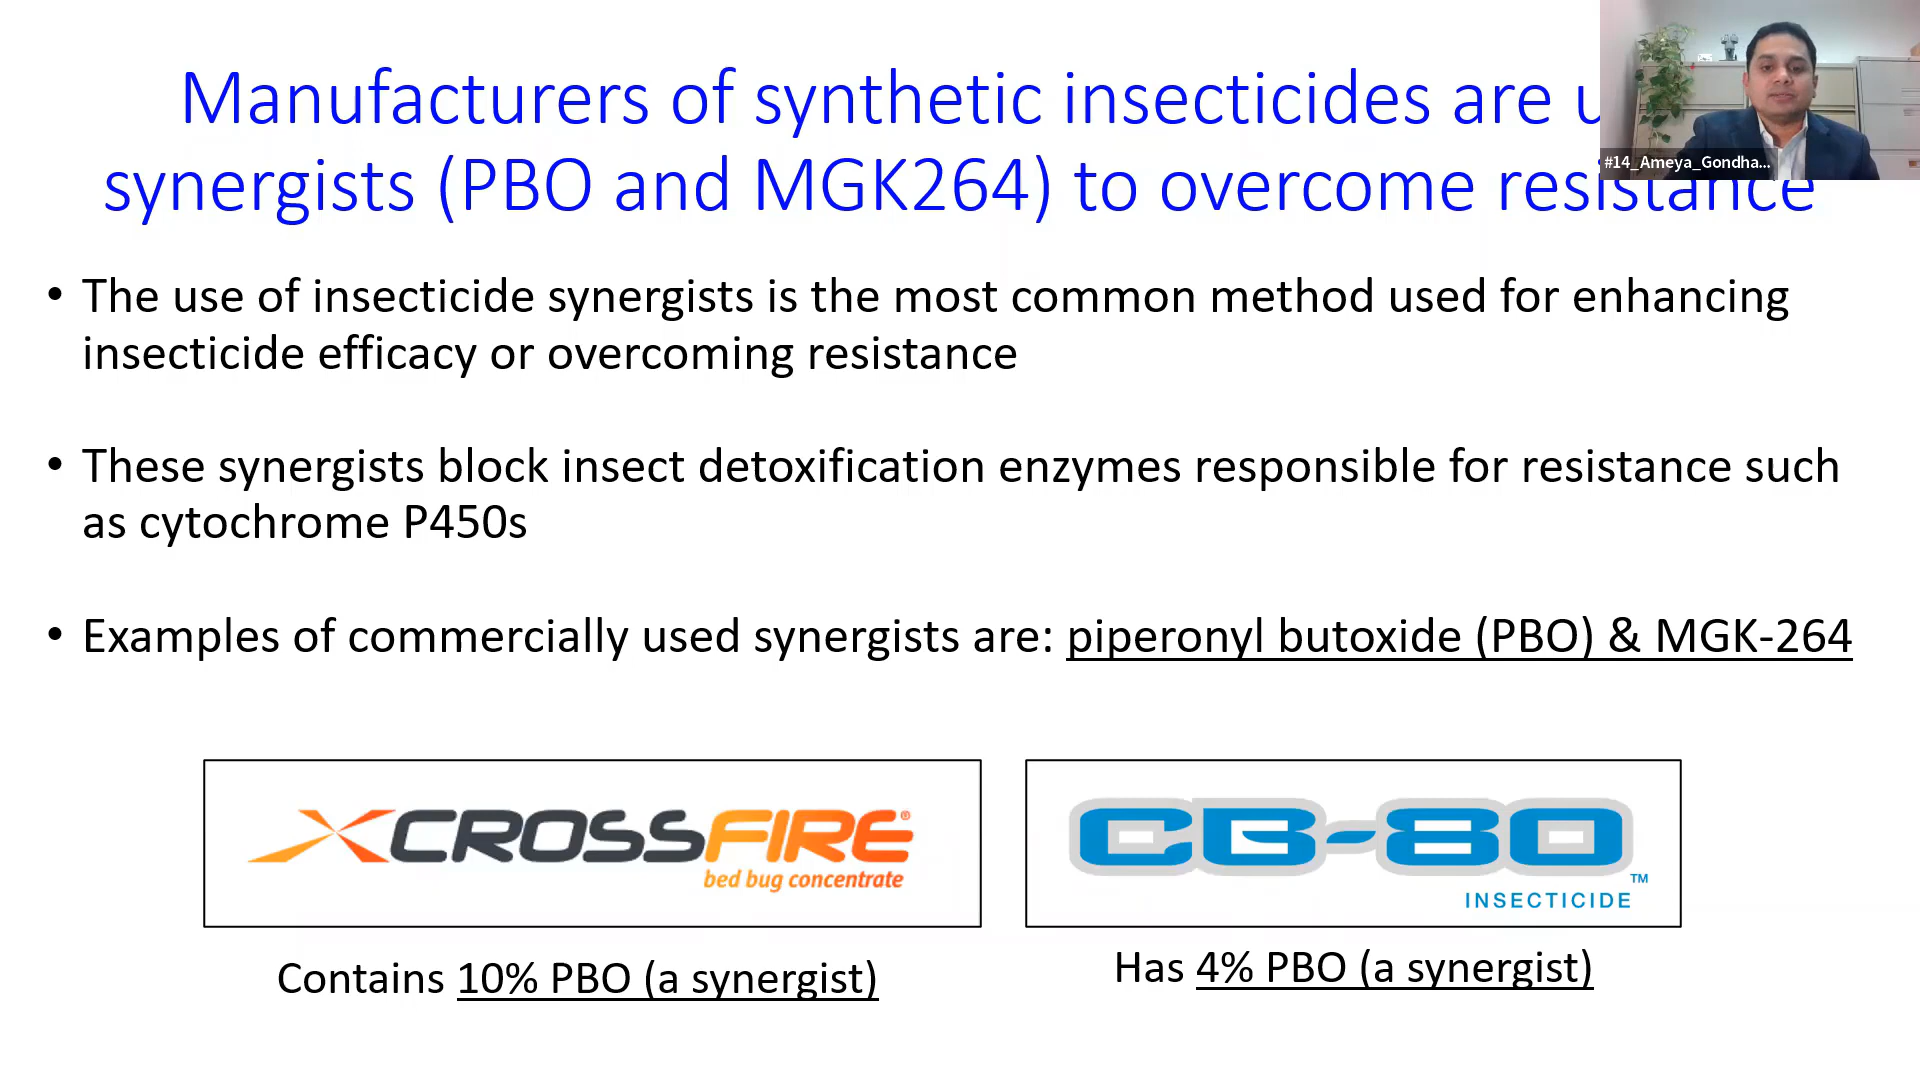 Manufacturers of synthetic insecticides are
synergists (PBO and MGK264) to overcome resistance
#14_Ameya_Gondha...
• The use of insecticide synergists is the most common method used for enhancing
insecticide efficacy or overcoming resistance
• These synergists block insect detoxification enzymes responsible for resistance such
as cytochrome P450s
• Examples of commercially used synergists are: piperonyl butoxide (PBO) & MGK-264
XCROSSFIRE®
bed bug concentrate
CB-80
TM
INSECTICIDE
Contains 10% PBO (a synergist)
Has 4% PBO (a synergist)